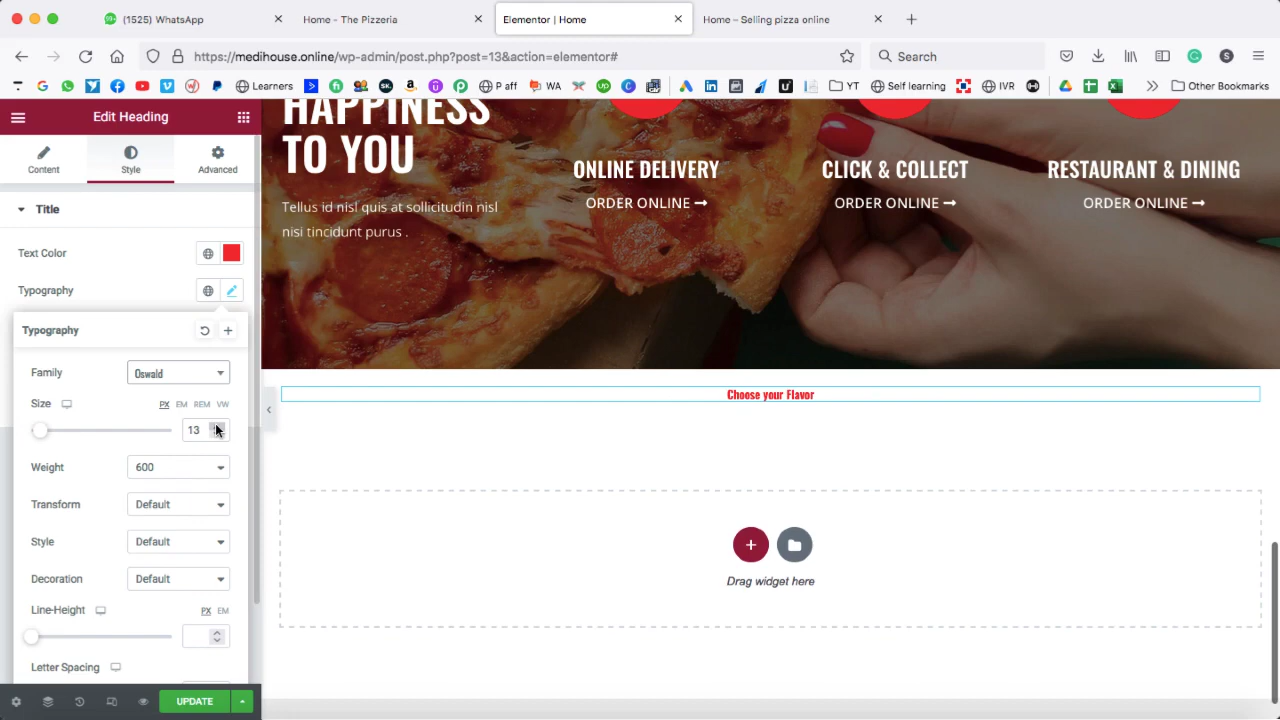 (1525) WhatsApp
Home - The Pizzeria
Elementor | Home
Home – Selling pizza online
https://medihouse.online/wp-admin/post.php?post=13&action=elementor#
Search
S
Learners
SK.
P aff
WA
up
YT
Self learning
IVR
Other Bookmarks
Edit Heading
Content
Style
Advanced
Title
Text Color
Typography
Typography
Family
Oswald
Size
PX EM REM VW
13
Weight
600
Transform
Default
Style
Default
Decoration
Default
Line-Height
PX EM
Letter Spacing
UPDATE
HAPPINESS
TO YOU
Tellus id nisl quis at sollicitudin nisl
nisi tincidunt purus .
ONLINE DELIVERY
ORDER ONLINE
CLICK & COLLECT
ORDER ONLINE
RESTAURANT & DINING
ORDER ONLINE
Choose your Flavor
Drag widget here